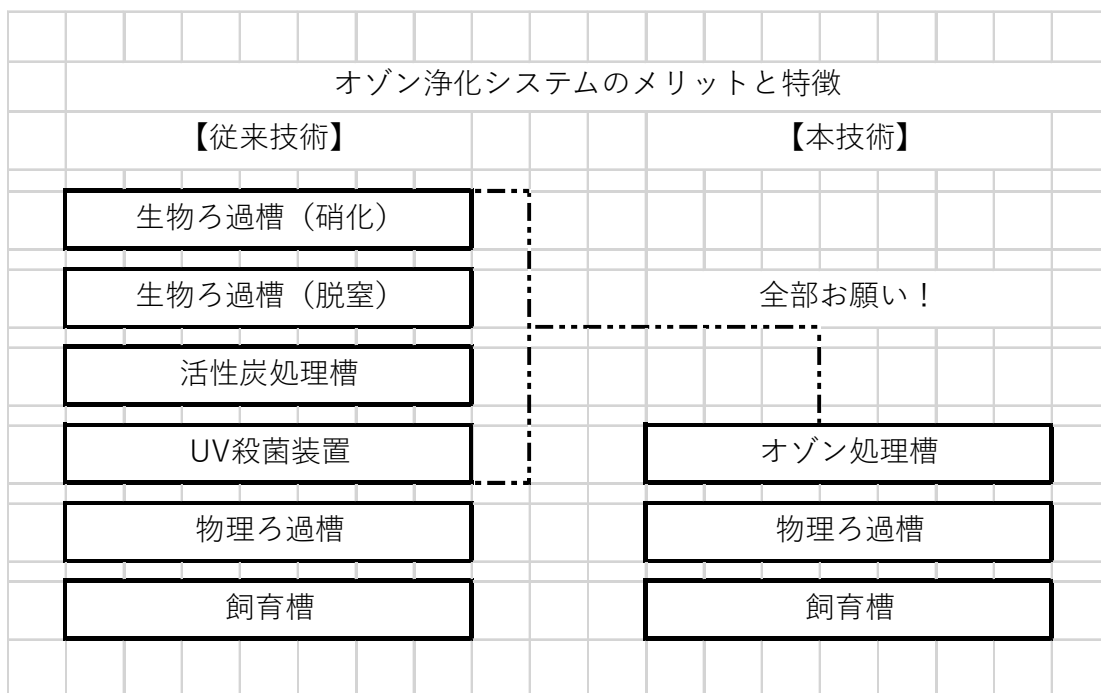 オゾン浄化システムのメリットと特徴
【従来技術】
【本技術】
生物ろ過槽（硝化）
生物ろ過槽（脱窒）
全部お願い！
活性炭処理槽
UV殺菌装置
オゾン処理槽
物理ろ過槽
物理ろ過槽
飼育槽
飼育槽